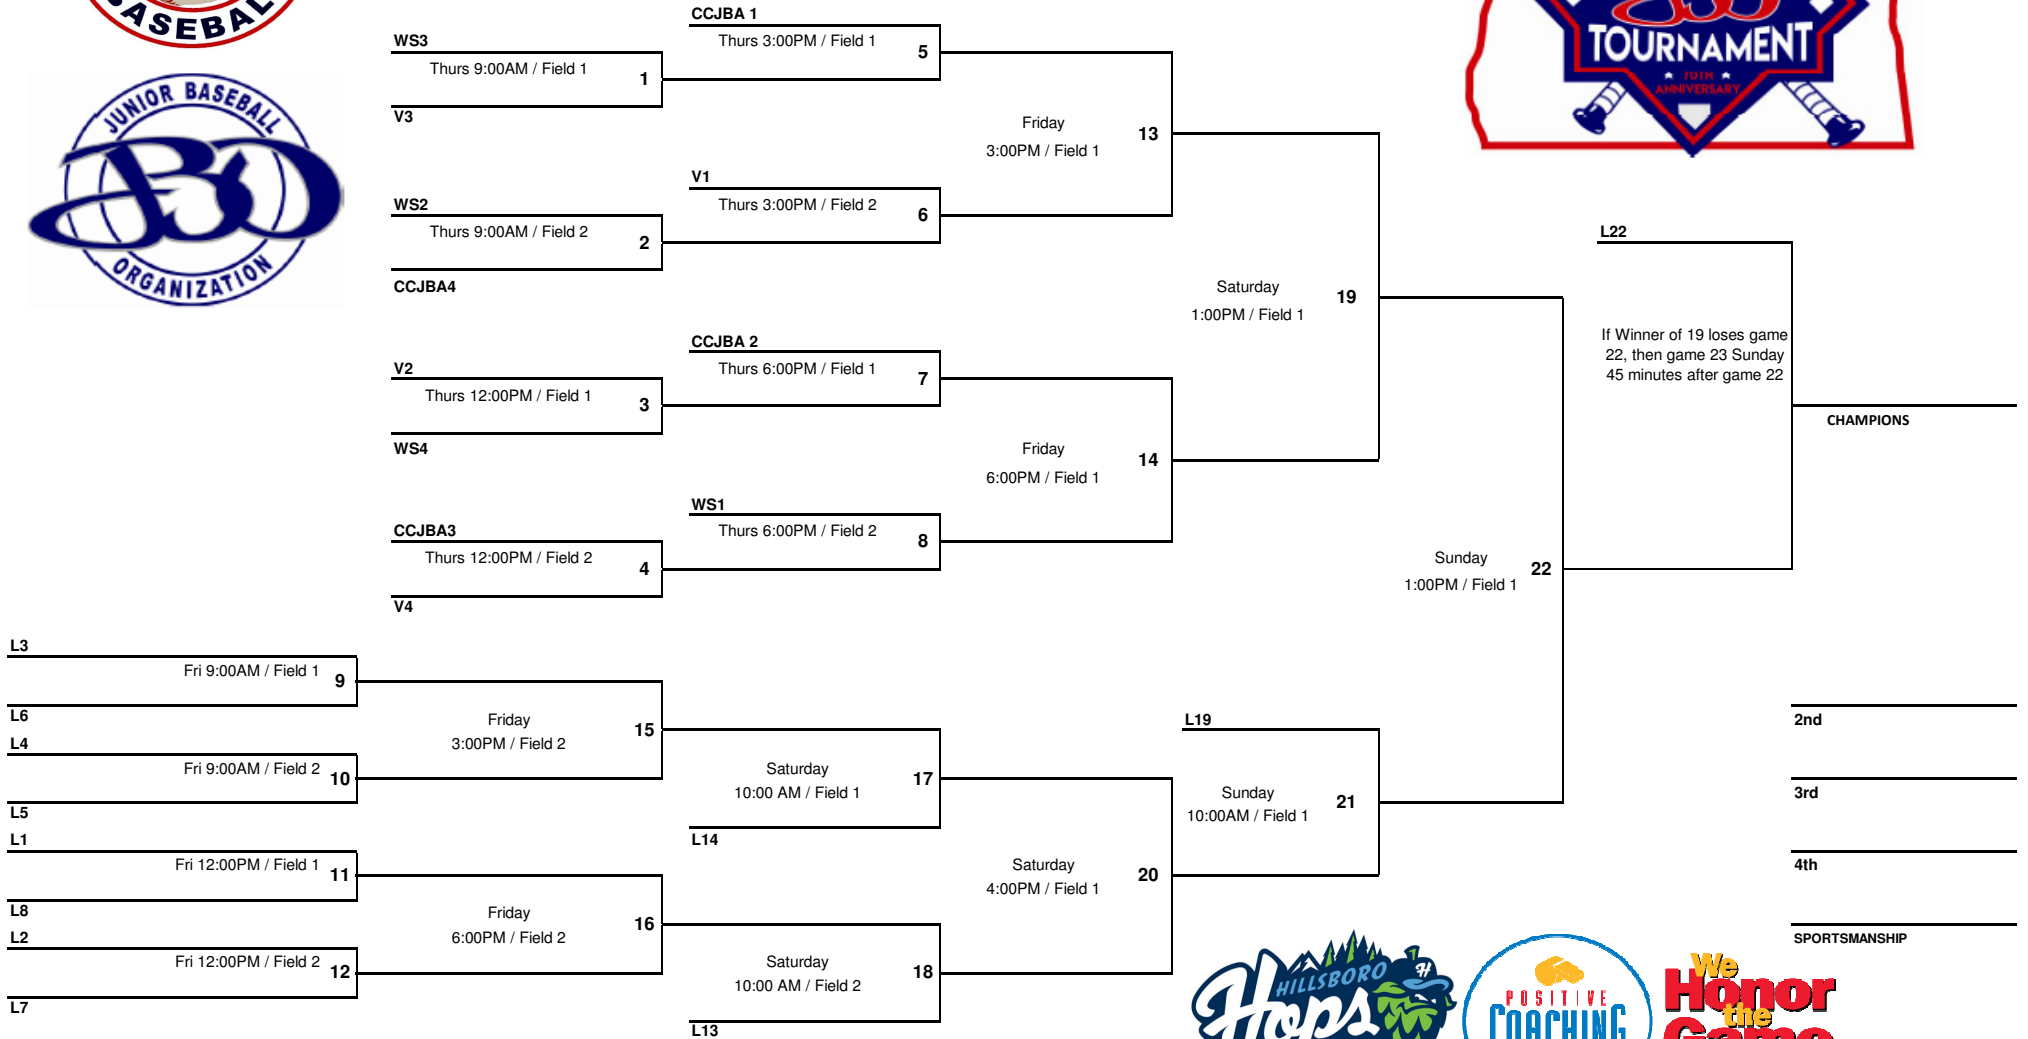 BASEBAL
JUNIOR BASEBALL
JBO
ORGANIZATION
TOURNAMENT
70TH
ANNIVERSARY
WS3
Thurs 9:00AM / Field 1
1
V3
WS2
Thurs 9:00AM / Field 2
2
CCJBA4
V2
Thurs 12:00PM / Field 1
3
WS4
CCJBA3
Thurs 12:00PM / Field 2
4
V4
CCJBA 1
Thurs 3:00PM / Field 1
5
V1
Thurs 3:00PM / Field 2
6
CCJBA 2
Thurs 6:00PM / Field 1
7
WS1
Thurs 6:00PM / Field 2
8
Friday
3:00PM / Field 1
13
Friday
6:00PM / Field 1
14
Saturday
1:00PM / Field 1
19
Sunday
1:00PM / Field 1
22
L22
If Winner of 19 loses game
22, then game 23 Sunday
45 minutes after game 22
CHAMPIONS
L3
Fri 9:00AM / Field 1
9
L6
L4
Fri 9:00AM / Field 2
10
L5
L1
Fri 12:00PM / Field 1
11
L8
L2
Fri 12:00PM / Field 2
12
L7
Friday
3:00PM / Field 2
15
Friday
6:00PM / Field 2
16
Saturday
10:00 AM / Field 1
17
L14
Saturday
10:00 AM / Field 2
18
L13
Saturday
4:00PM / Field 1
20
L19
Sunday
10:00AM / Field 1
21
2nd
3rd
4th
SPORTSMANSHIP
HILLSBORO
H
Hops
POSITIVE
COACHING
We
Honor
the
Game